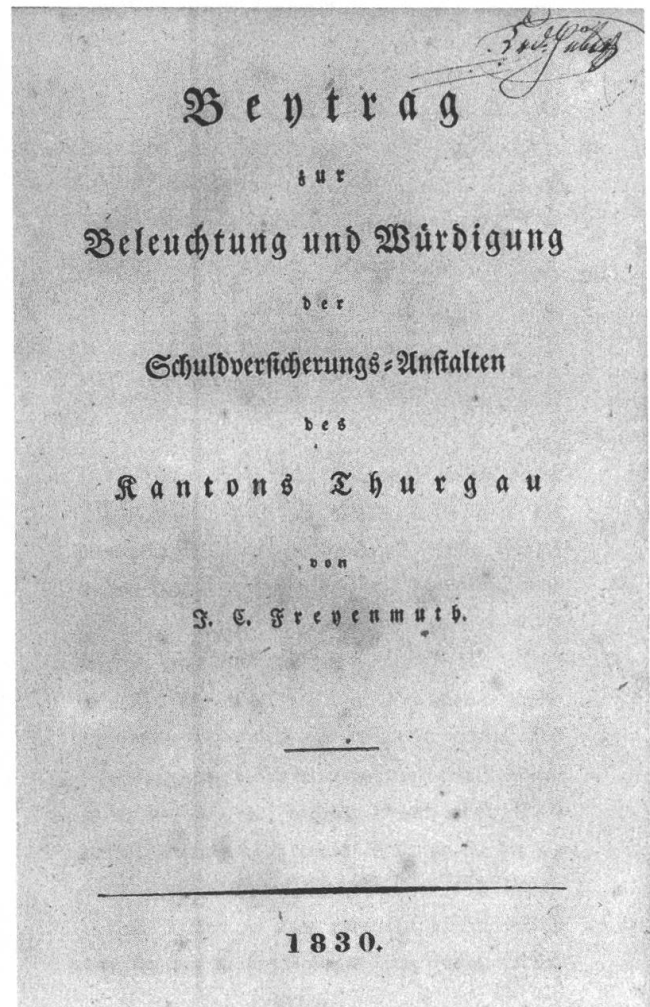 Beytrag
zur
Beleuchtung und Würdigung
der
Schuldversicherungs-Anstalten
des
Kantons Thurgau
von
J. C. Freyenmuth.
1830.